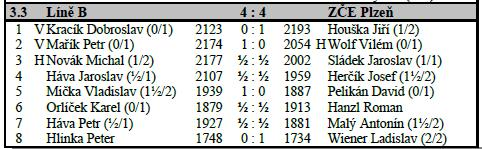 3.3 Líně B 4 : 4 ZČE Plzeň
1 V Kracík Dobroslav (0/1) 2123 0 : 1 2193 Houška Jiří (1/2)
2 V Mařík Petr (0/1) 2174 1 : 0 2054 H Wolf Vilém (0/1)
3 H Novák Michal (1/2) 2177 ½ : ½ 2002 Sládek Jaroslav (1/1)
4 Háva Jaroslav (½/1) 2107 ½ : ½ 1959 Herčík Josef (1½/2)
5 Mička Vladislav (1½/2) 1939 1 : 0 1887 Pelikán David (0/1)
6 Orlíček Karel (0/1) 1879 ½ : ½ 1913 Hanzl Roman
7 Háva Petr (½/1) 1927 ½ : ½ 1881 Malý Antonín (1½/2)
8 Hlinka Peter 1748 0 : 1 1734 Wiener Ladislav (2/2)